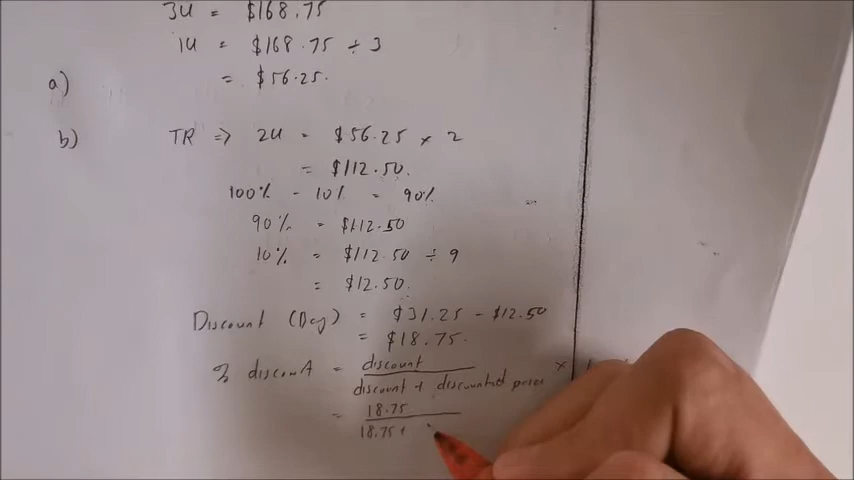 3u = $168.75
1u = $168.75 ÷ 3
a) = $56.25.
b) TR => 2u = $56.25 × 2
= $112.50.
100% - 10% = 90%
90% = $112.50
10% = $112.50 ÷ 9
= $12.50.
Discount (Day) = $31.25 - $12.50
= $18.75.
% discount = discount / discount + discounted price ×
= 18.75 / 18.75 +